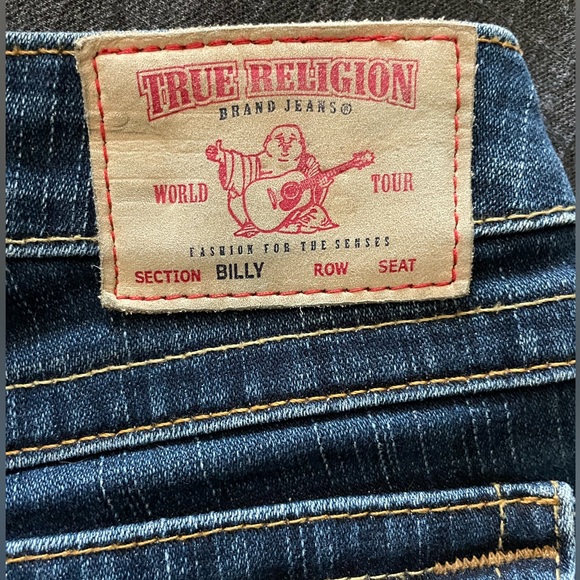 TRUE RELIGION
BRAND JEANS®
WORLD TOUR
FASHION FOR THE SENSES
SECTION BILLY ROW SEAT